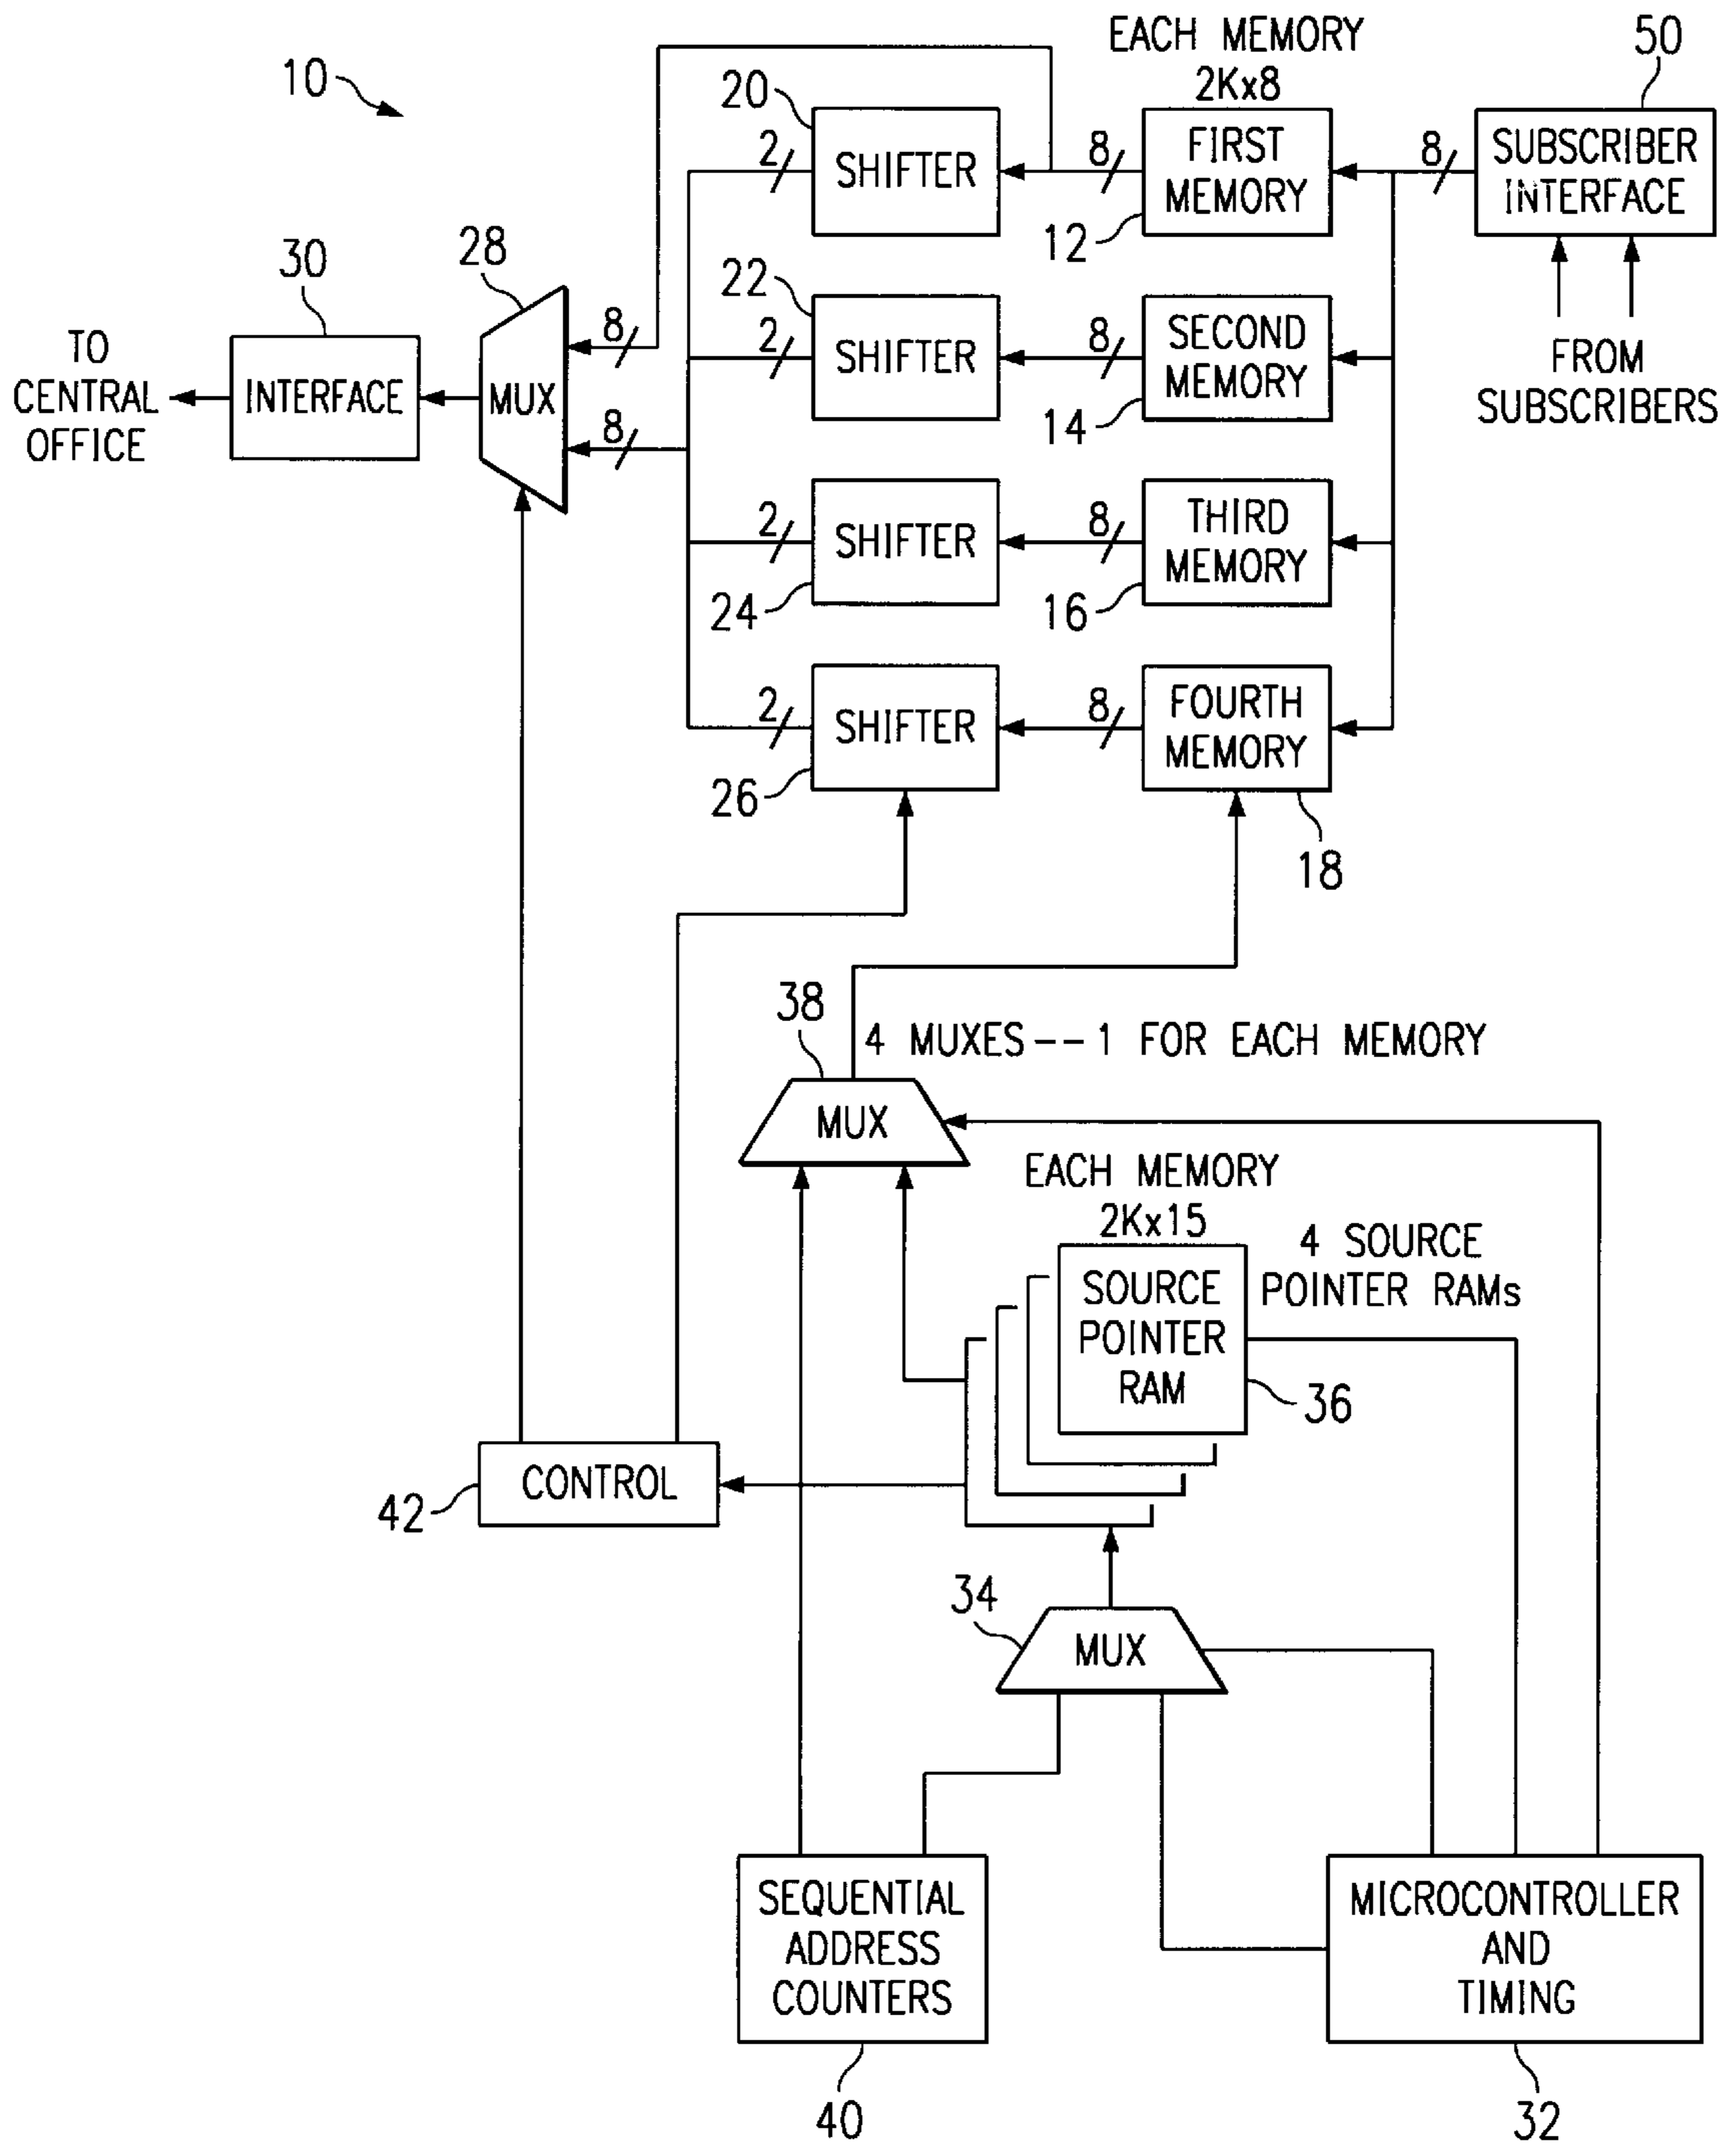 EACH MEMORY
2Kx8
50
10
20
2
SHIFTER
8
FIRST
MEMORY
12
8
SUBSCRIBER
INTERFACE
FROM
SUBSCRIBERS
22
2
SHIFTER
8
SECOND
MEMORY
14
30
28
TO
CENTRAL
OFFICE
INTERFACE
MUX
8
8
2
SHIFTER
24
8
THIRD
MEMORY
16
2
SHIFTER
26
8
FOURTH
MEMORY
18
38
4 MUXES--1 FOR EACH MEMORY
MUX
EACH MEMORY
2Kx15
SOURCE
POINTER
RAM
4 SOURCE
POINTER RAMs
36
CONTROL
42
34
MUX
SEQUENTIAL
ADDRESS
COUNTERS
40
MICROCONTROLLER
AND
TIMING
32